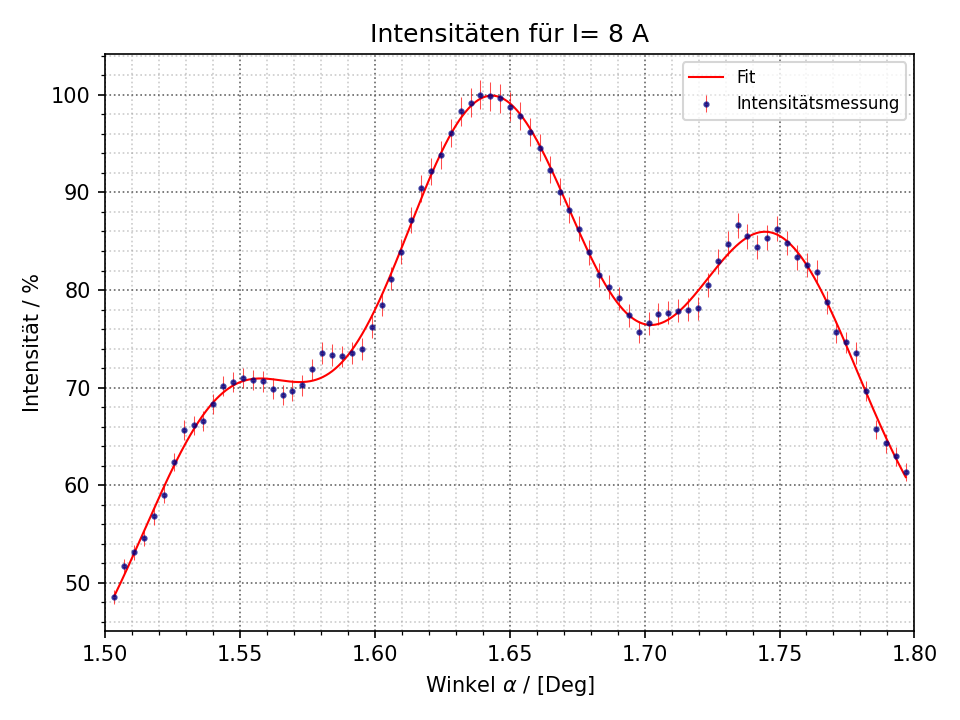 Intensitäten für I= 8 A
Fit
Intensitätsmessung
100
90
80
70
60
50
Intensität / %
1.50 1.55 1.60 1.65 1.70 1.75 1.80
Winkel α / [Deg]